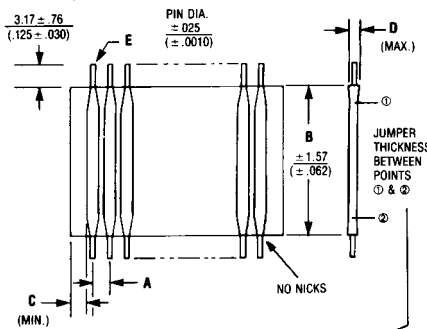 3.17 ± .76
(.125 ± .030)
E
PIN DIA.
± 025
(± .0010)
D
(MAX.)
①
B
± 1.57
(± .062)
JUMPER
THICKNESS
BETWEEN
POINTS
① & ②
②
A
C
(MIN.)
NO NICKS